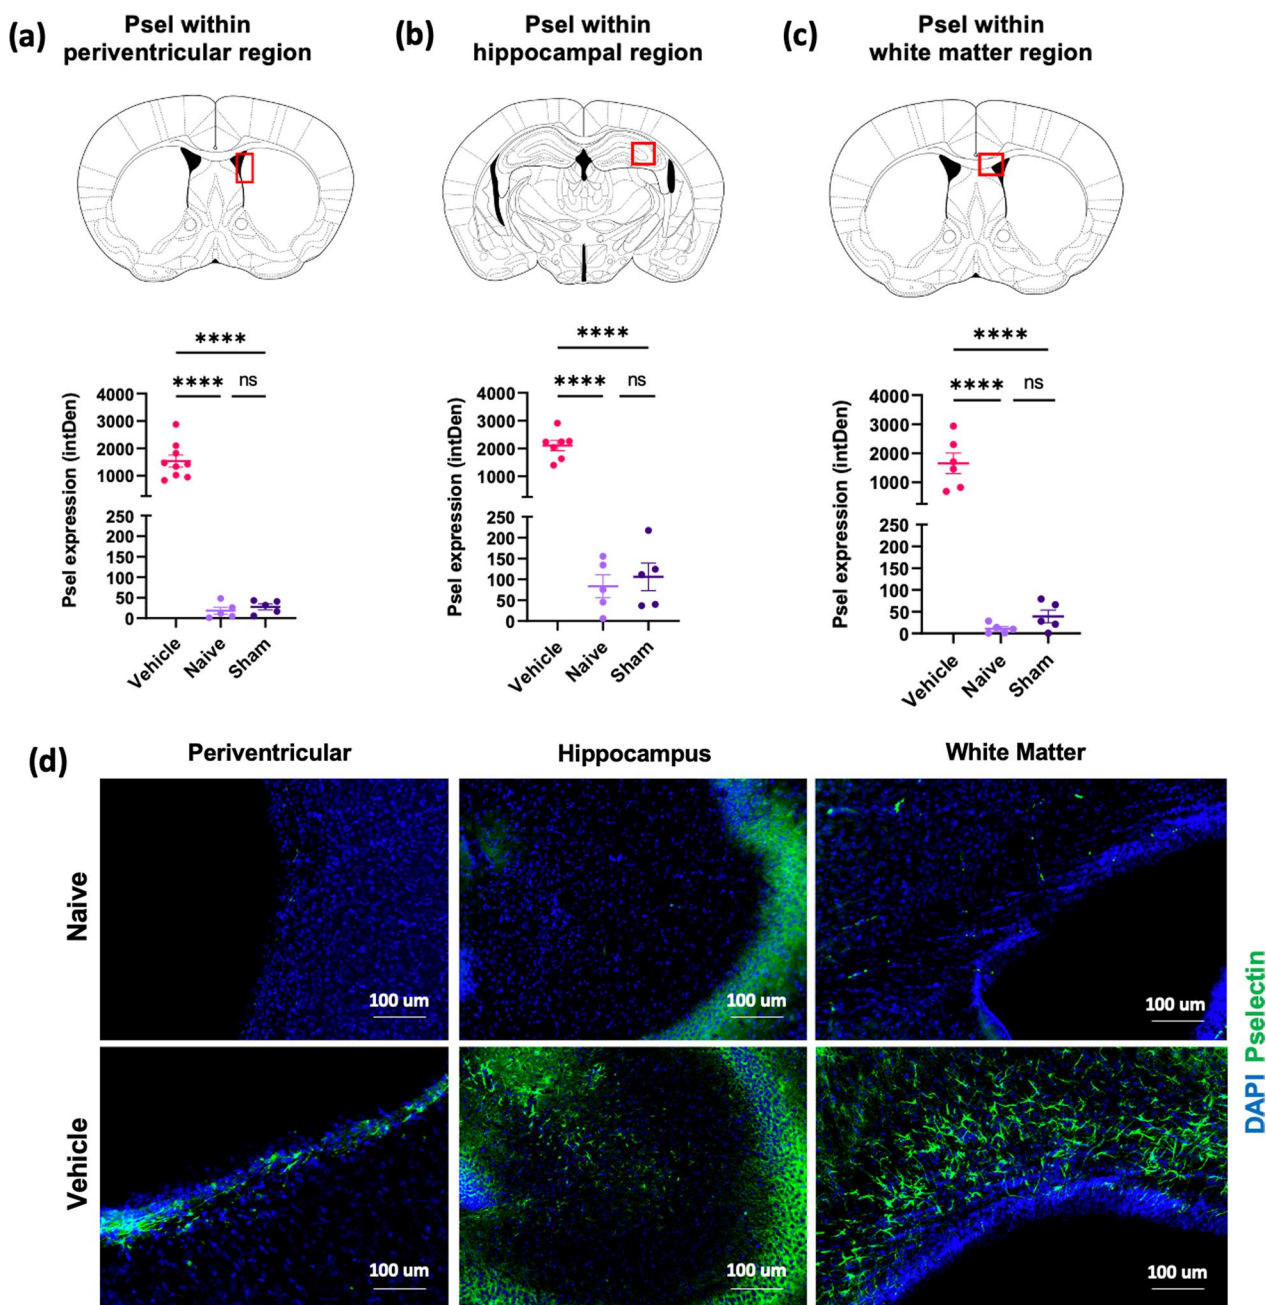 (a)
Psel within
periventricular region
(b)
Psel within
hippocampal region
(c)
Psel within
white matter region
****
**** ns
Psel expression (intDen)
4000
3000
2000
1000
250
200
150
100
50
0
Vehicle
Naive
Sham
****
**** ns
Psel expression (intDen)
4000
3000
2000
1000
250
200
150
100
50
0
Vehicle
Naive
Sham
****
**** ns
Psel expression (intDen)
4000
3000
2000
1000
250
200
150
100
50
0
Vehicle
Naive
Sham
(d)
Periventricular
Hippocampus
White Matter
Naive
100 um
100 um
100 um
Vehicle
100 um
100 um
100 um
DAPI Pselectin